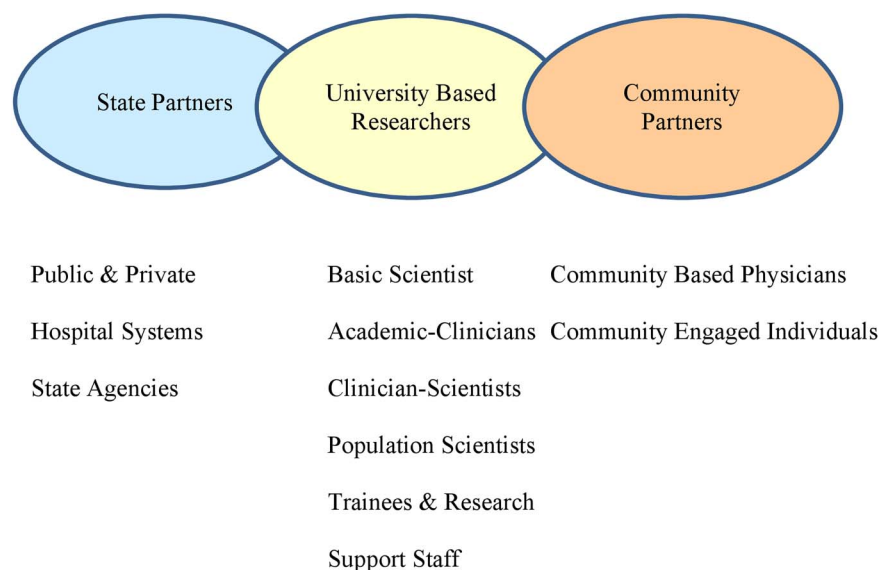 State Partners
University Based
Researchers
Community
Partners
Public & Private
Hospital Systems
State Agencies
Basic Scientist
Academic-Clinicians
Clinician-Scientists
Population Scientists
Trainees & Research
Support Staff
Community Based Physicians
Community Engaged Individuals